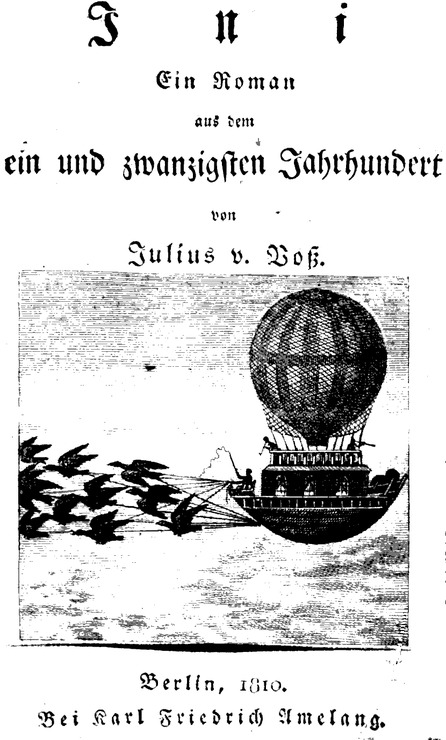 Ini
Ein Roman
aus dem
ein und zwanzigsten Jahrhundert
von
Julius v. Voß.
Berlin, 1810.
Bei Karl Friedrich Amelang.